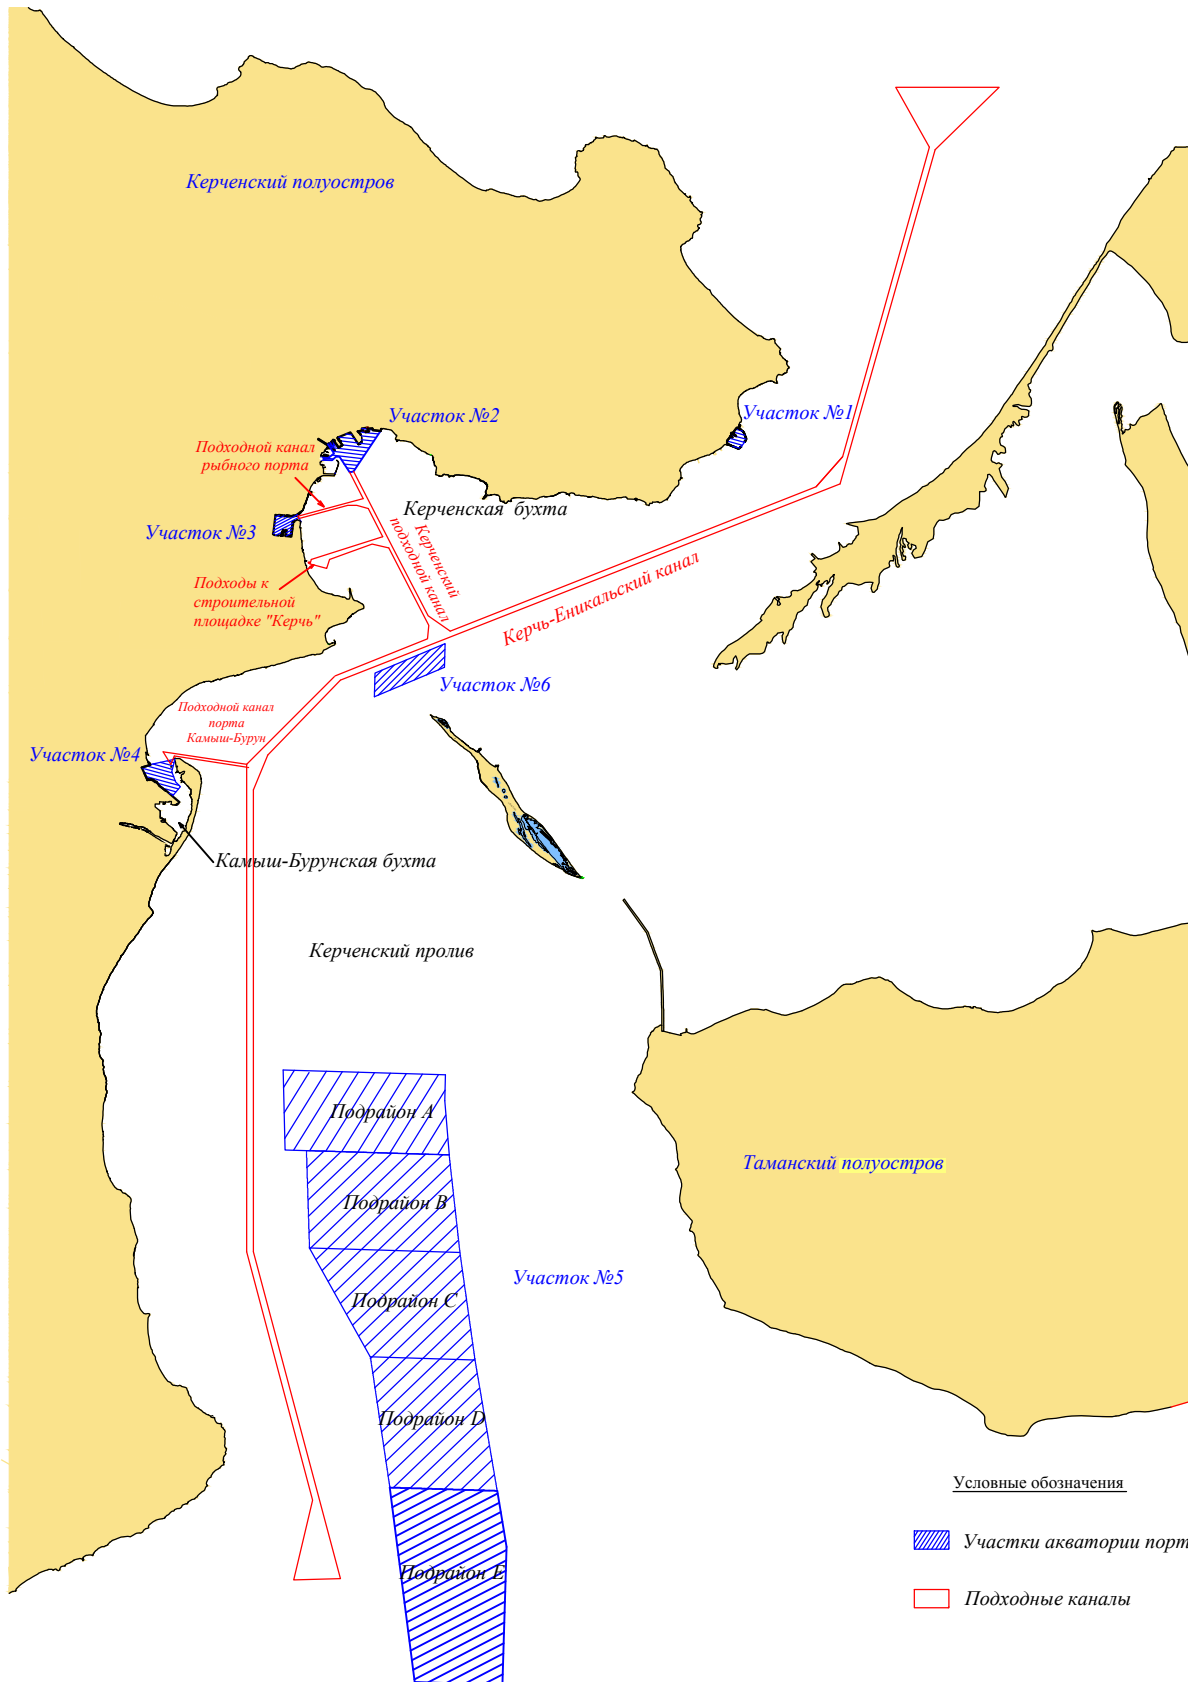 Керченский полуостров
Участок №2
Участок №1
Подходной канал
рыбного порта
Керченская бухта
Участок №3
Керченский
подходной канал
Подходы к
строительной
площадке "Керчь"
Керчь-Еникальский канал
Участок №6
Подходной канал
порта
Камыш-Бурун
Участок №4
Камыш-Бурунская бухта
Керченский пролив
Подрайон A
Таманский полуостров
Подрайон B
Участок №5
Подрайон C
Подрайон D
Условные обозначения
Участки акватории порт
Подрайон E
Подходные каналы